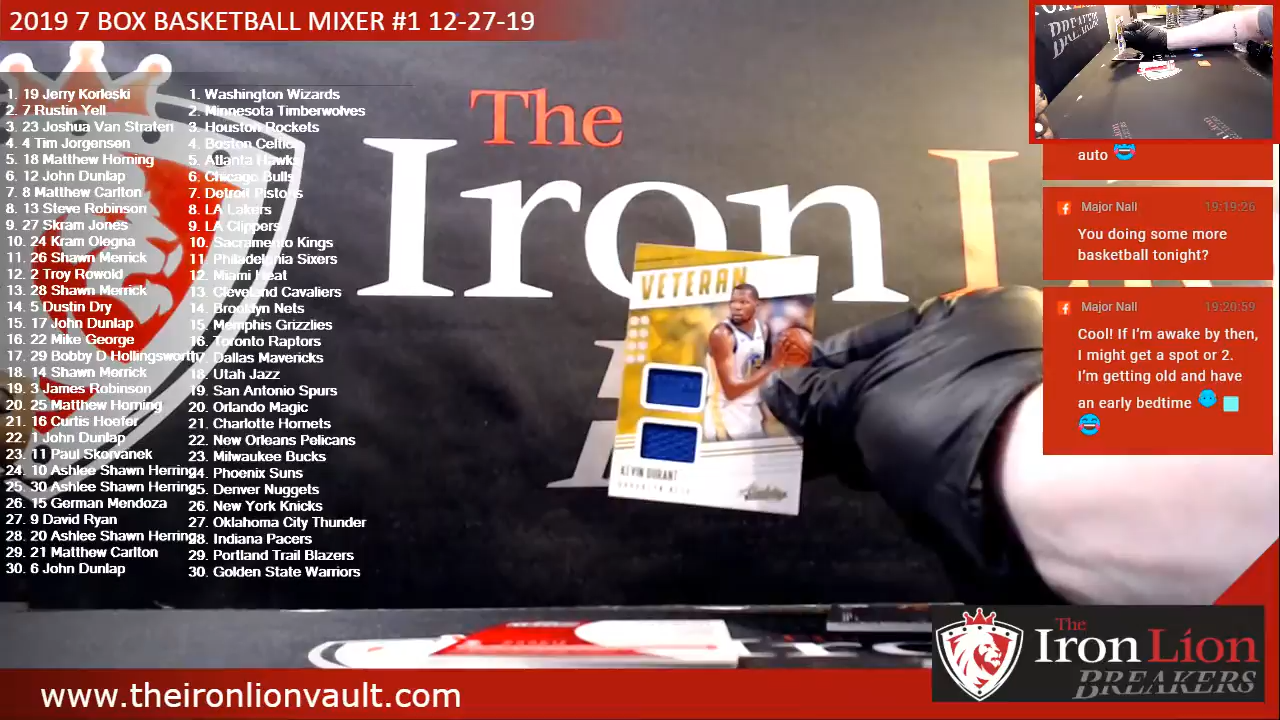 2019 7 BOX BASKETBALL MIXER #1 12-27-19
1. 19 Jerry Korleski
2. 7 Rustin Yell
3. 23 Joshua Van Straten
4. 4 Tim Jorgensen
5. 18 Matthew Horning
6. 12 John Dunlap
7. 8 Matthew Carlton
8. 13 Steve Robinson
9. 27 Skram Jones
10. 24 Kram Olegna
11. 26 Shawn Merrick
12. 2 Troy Rowold
13. 28 Shawn Merrick
14. 5 Dustin Dry
15. 17 John Dunlap
16. 22 Mike George
17. 29 Bobby D Hollingsworth
18. 14 Shawn Merrick
19. 3 James Robinson
20. 25 Matthew Horning
21. 16 Curtis Hoefer
22. 1 John Dunlap
23. 11 Paul Skorvanek
24. 10 Ashlee Shawn Herring
25. 30 Ashlee Shawn Herring
26. 15 German Mendoza
27. 9 David Ryan
28. 20 Ashlee Shawn Herring
29. 21 Matthew Carlton
30. 6 John Dunlap
1. Washington Wizards
2. Minnesota Timberwolves
3. Houston Rockets
4. Boston Celtics
5. Atlanta Hawks
6. Chicago Bulls
7. Detroit Pistons
8. LA Lakers
9. LA Clippers
10. Sacramento Kings
11. Philadelphia Sixers
12. Miami Heat
13. Cleveland Cavaliers
14. Brooklyn Nets
15. Memphis Grizzlies
16. Toronto Raptors
17. Dallas Mavericks
18. Utah Jazz
19. San Antonio Spurs
20. Orlando Magic
21. Charlotte Hornets
22. New Orleans Pelicans
23. Milwaukee Bucks
24. Phoenix Suns
25. Denver Nuggets
26. New York Knicks
27. Oklahoma City Thunder
28. Indiana Pacers
29. Portland Trail Blazers
30. Golden State Warriors
The
Iron L
VETERAN
KEVIN DURANT
BROOKLYN NETS
BREAKERS
auto 😂
Major Nall 19:19:26
You doing some more
basketball tonight?
Major Nall 19:20:59
Cool! If I'm awake by then,
I might get a spot or 2.
I'm getting old and have
an early bedtime
The
Iron Lion
BREAKERS
www.theironlionvault.com